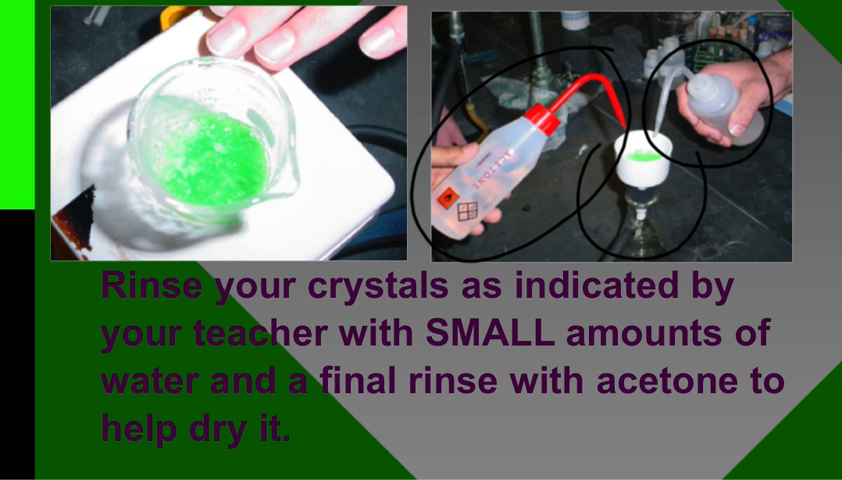 ACETONE
Rinse your crystals as indicated by
your teacher with SMALL amounts of
water and a final rinse with acetone to
help dry it.